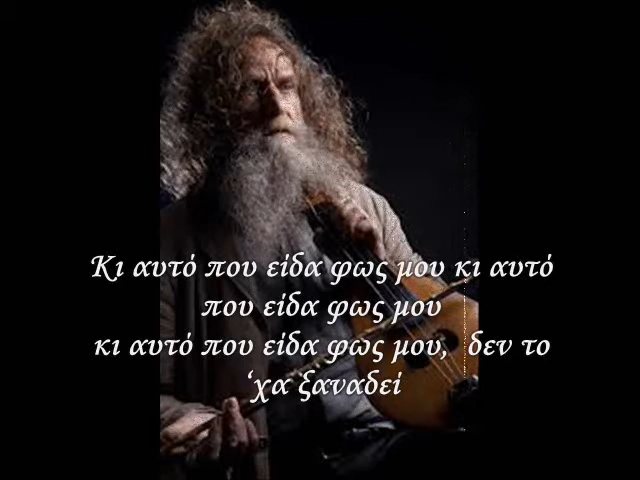 Κι αυτό που είδα φως μου κι αυτό
που είδα φως μου
κι αυτό που είδα φως μου,  δεν το
‘χα ξαναδεί